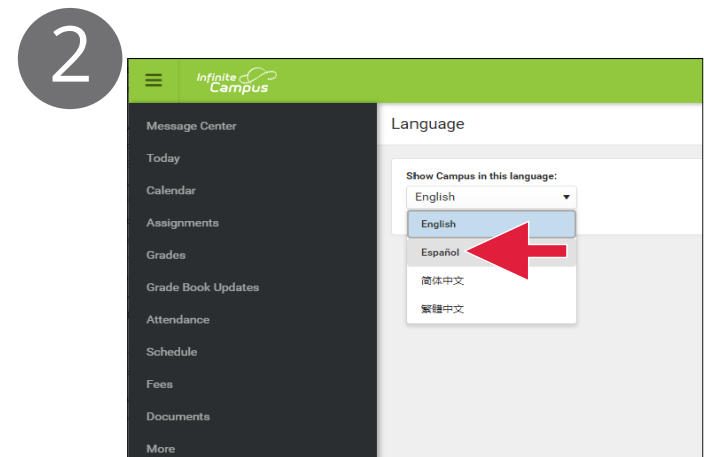 2
Infinite
Campus
Message Center
Today
Calendar
Assignments
Grades
Grade Book Updates
Attendance
Schedule
Fees
Documents
More
Language
Show Campus in this language:
English
English
Español
简体中文
繁體中文